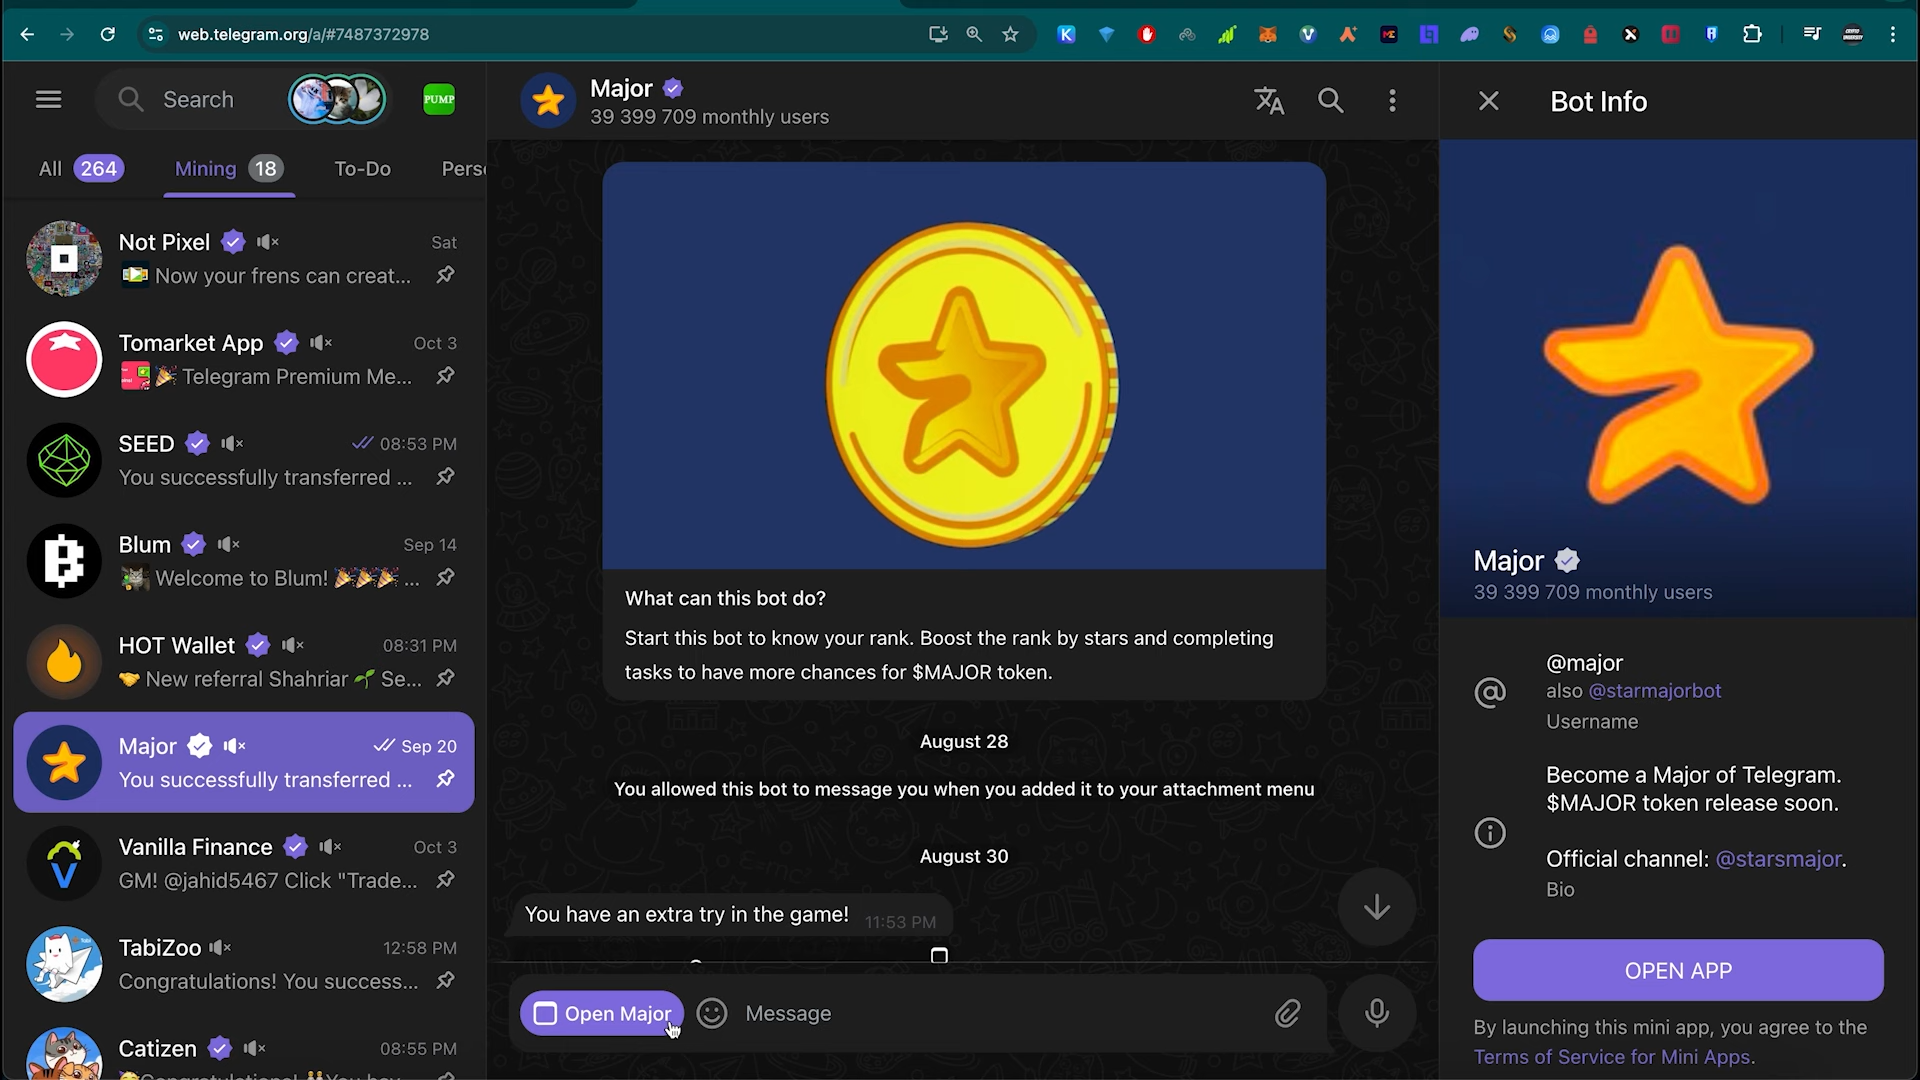 web.telegram.org/a/#7487372978
Search
PUMP
All 264
Mining 18
To-Do
Pers
Not Pixel
Sat
Now your frens can creat...
Tomarket App
Oct 3
Telegram Premium Me...
SEED
08:53 PM
You successfully transferred ...
Blum
Sep 14
Welcome to Blum! ...
HOT Wallet
08:31 PM
New referral Shahriar Se...
Major
Sep 20
You successfully transferred ...
Vanilla Finance
Oct 3
GM! @jahid5467 Click "Trade...
TabiZoo
12:58 PM
Congratulations! You success...
Catizen
08:55 PM
Major
39 399 709 monthly users
What can this bot do?
Start this bot to know your rank. Boost the rank by stars and completing
tasks to have more chances for $MAJOR token.
August 28
You allowed this bot to message you when you added it to your attachment menu
August 30
You have an extra try in the game! 11:53 PM
Open Major
Message
Bot Info
Major
39 399 709 monthly users
@major
also @starmajorbot
Username
Become a Major of Telegram.
$MAJOR token release soon.
Official channel: @starsmajor.
Bio
OPEN APP
By launching this mini app, you agree to the
Terms of Service for Mini Apps.